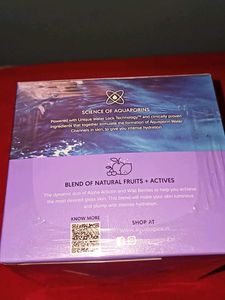 SCIENCE OF AQUAPORINS
Powered with Unique Water Lock Technology™ and clinically proven
ingredients that together stimulate the formation of Aquaporin Water
Channels in skin, to give you intense hydration.
BLEND OF NATURAL FRUITS + ACTIVES
The dynamic duo of Alpha Arbutin and Wild Berries to help you achieve
the most desired glass skin. This blend will make your skin luminous
and plump with intense hydration.
KNOW MORE
SHOP AT